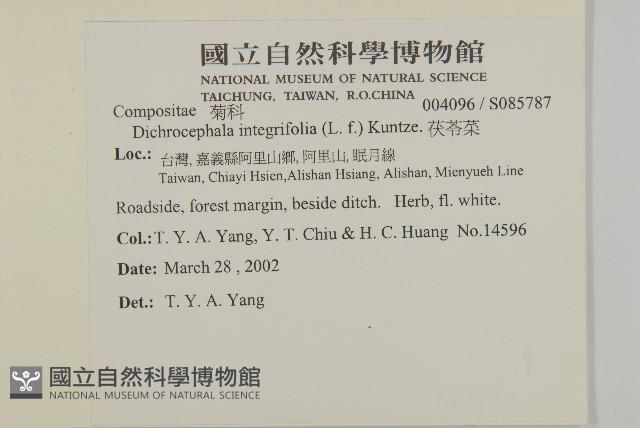 國立自然科學博物館
NATIONAL MUSEUM OF NATURAL SCIENCE
TAICHUNG, TAIWAN, R.O.CHINA
004096 / S085787
Compositae 菊科
Dichrocephala integrifolia (L. f.) Kuntze. 茯苓菜
Loc.: 台灣, 嘉義縣阿里山鄉, 阿里山, 眠月線
Taiwan, Chiayi Hsien,Alishan Hsiang, Alishan, Mienyueh Line
Roadside, forest margin, beside ditch. Herb, fl. white.
Col.: T. Y. A. Yang, Y. T. Chiu & H. C. Huang No.14596
Date: March 28 , 2002
Det.: T. Y. A. Yang
國立自然科學博物館
NATIONAL MUSEUM OF NATURAL SCIENCE